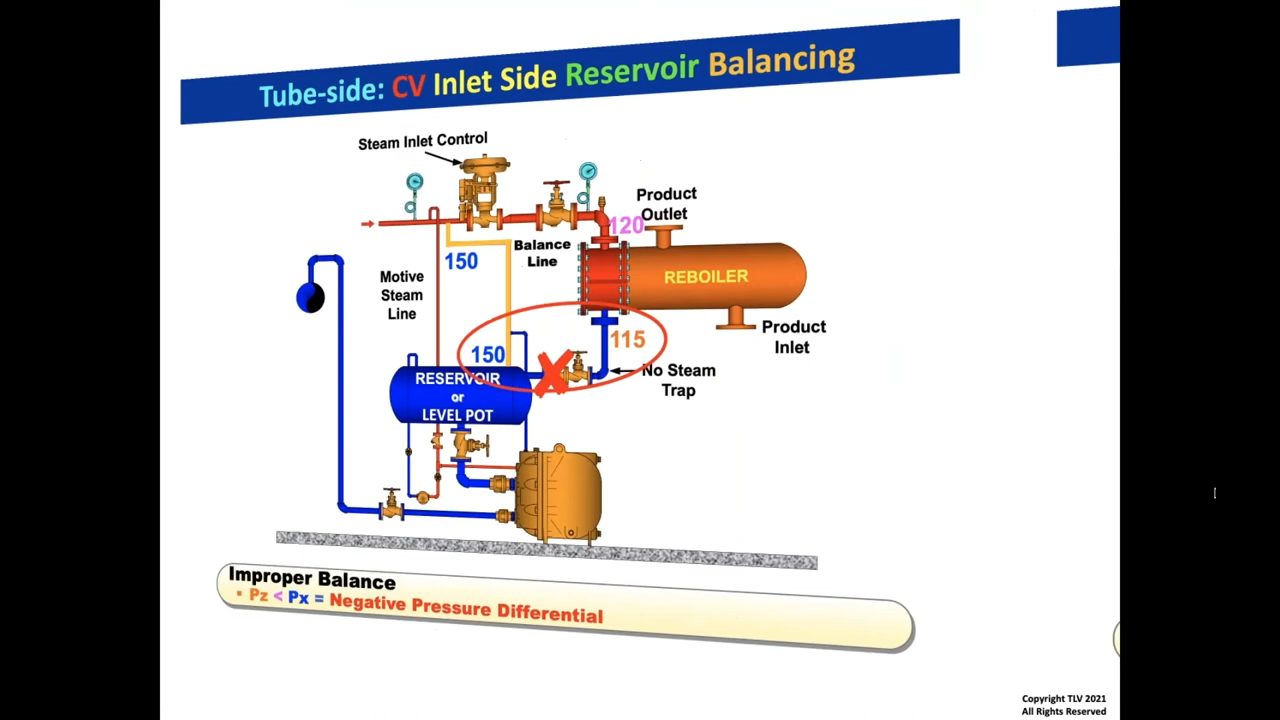 Tube-side: CV Inlet Side Reservoir Balancing
Steam Inlet Control
Product
Outlet
120
Balance
Line
150
Motive
Steam
Line
REBOILER
Product
Inlet
115
150
No Steam
Trap
RESERVOIR
or
LEVEL POT
Improper Balance
▪ Pz < Px = Negative Pressure Differential
Copyright TLV 2021
All Rights Reserved